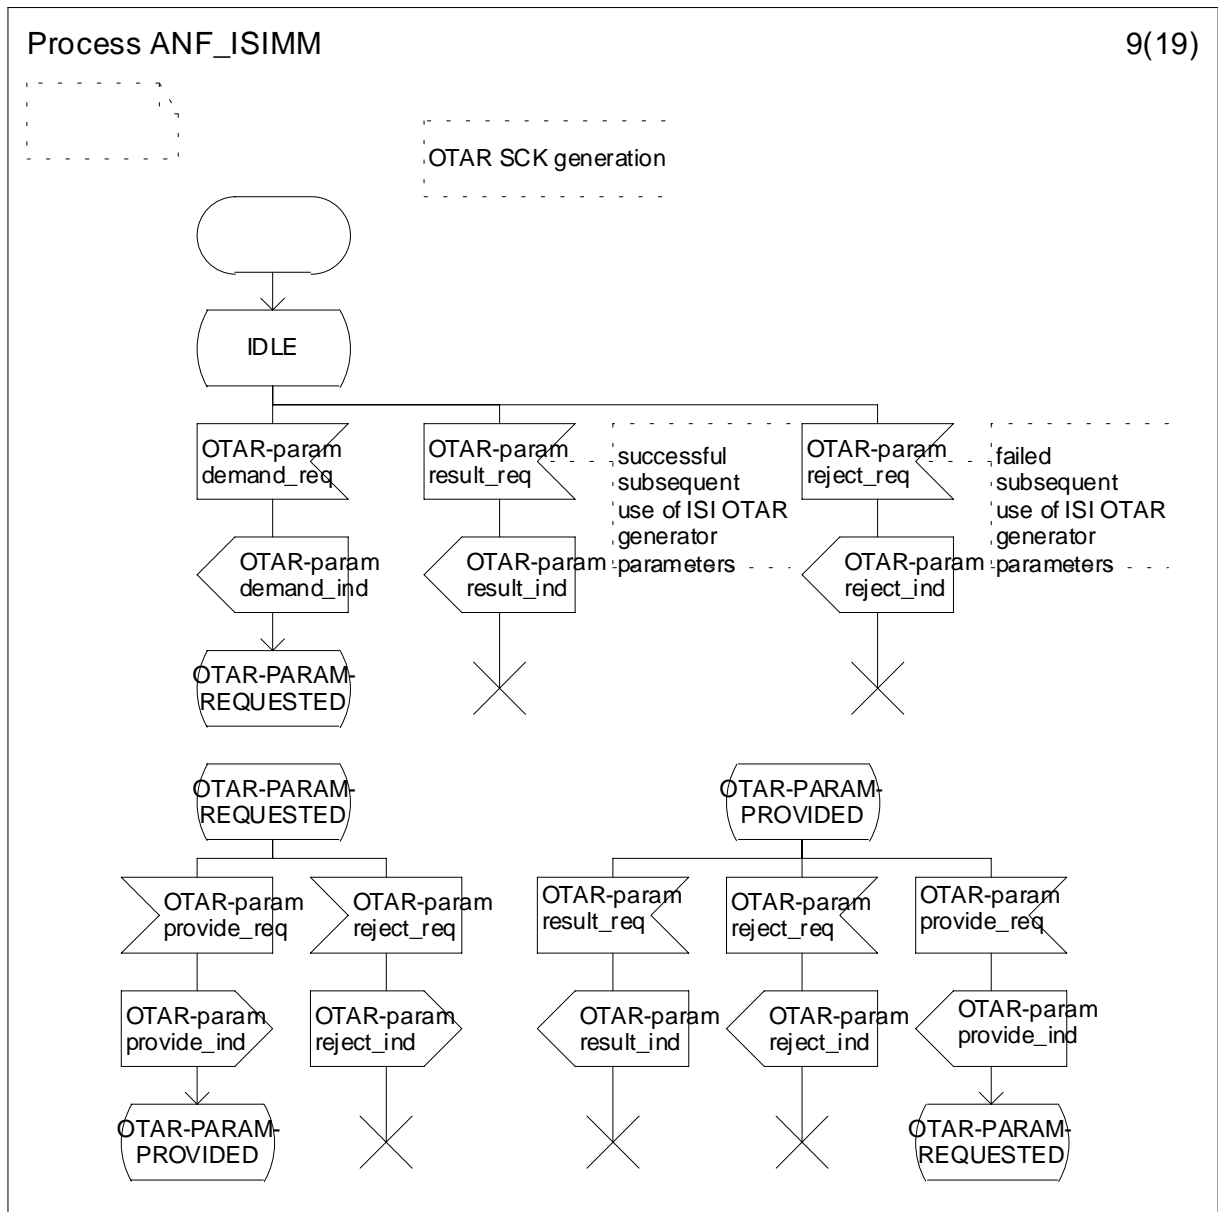 Process ANF_ISIMM
9(19)
OTAR SCK generation
IDLE
OTAR-param
demand_req
OTAR-param
result_req
successful
subsequent
use of ISI OTAR
generator
parameters
OTAR-param
reject_req
failed
subsequent
use of ISI OTAR
generator
parameters
OTAR-param
demand_ind
OTAR-param
result_ind
OTAR-param
reject_ind
OTAR-PARAM-
REQUESTED
OTAR-PARAM-
REQUESTED
OTAR-PARAM-
PROVIDED
OTAR-param
provide_req
OTAR-param
reject_req
OTAR-param
result_req
OTAR-param
reject_req
OTAR-param
provide_req
OTAR-param
provide_ind
OTAR-param
reject_ind
OTAR-param
result_ind
OTAR-param
reject_ind
OTAR-param
provide_ind
OTAR-PARAM-
PROVIDED
OTAR-PARAM-
REQUESTED